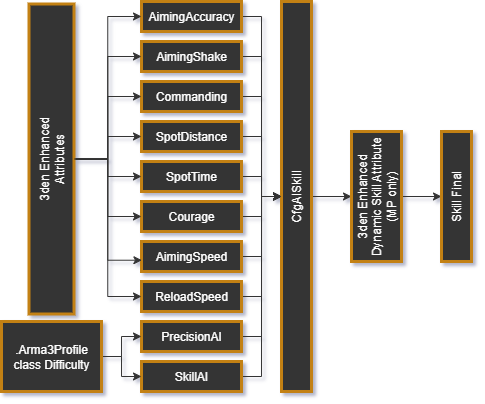 3den Enhanced
Attributes
AimingAccuracy
AimingShake
Commanding
SpotDistance
SpotTime
Courage
AimingSpeed
ReloadSpeed
.Arma3Profile
class Difficulty
PrecisionAI
SkillAI
CfgAISkill
3den Enhanced
Dynamic Skill Attribute
(MP only)
Skill Final